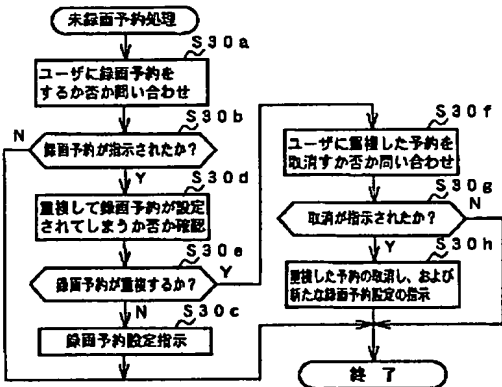 未録画予約処理
S30a
ユーザに録画予約を
するか否か問い合わせ
S30b
N
録画予約が指示されたか?
Y
S30d
重複して録画予約が設定
されてしまうか否か確認
S30e
録画予約が重複するか?
Y
N
S30c
録画予約設定指示
S30f
ユーザに重複した予約を
取消すか否か問い合わせ
S30g
取消が指示されたか?
N
Y
S30h
重複した予約の取消し、および
新たな録画予約設定の指示
終了